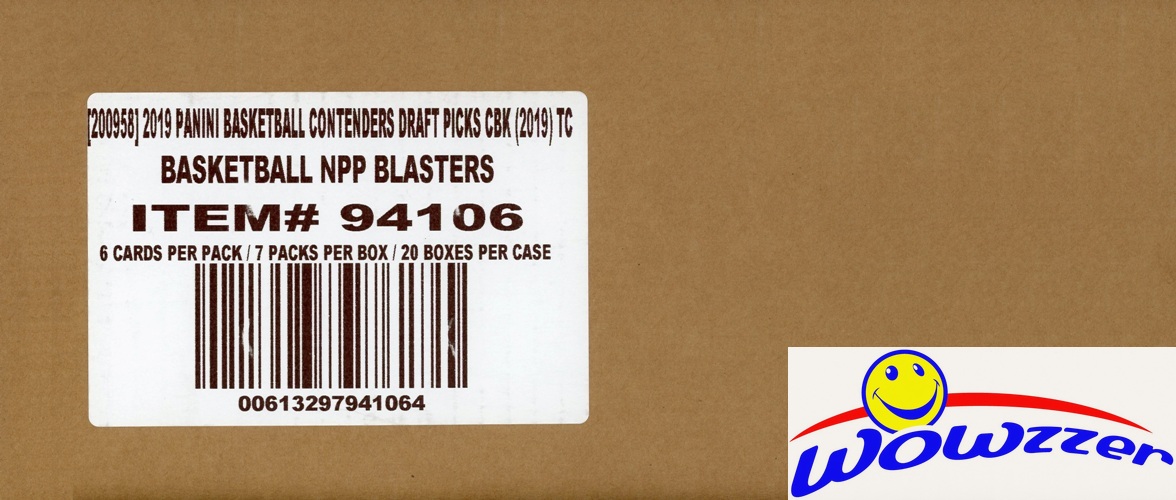 [200958] 2019 PANINI BASKETBALL CONTENDERS DRAFT PICKS CBK (2019) TC
BASKETBALL NPP BLASTERS
ITEM# 94106
6 CARDS PER PACK / 7 PACKS PER BOX / 20 BOXES PER CASE
00613297941064
wowzzer